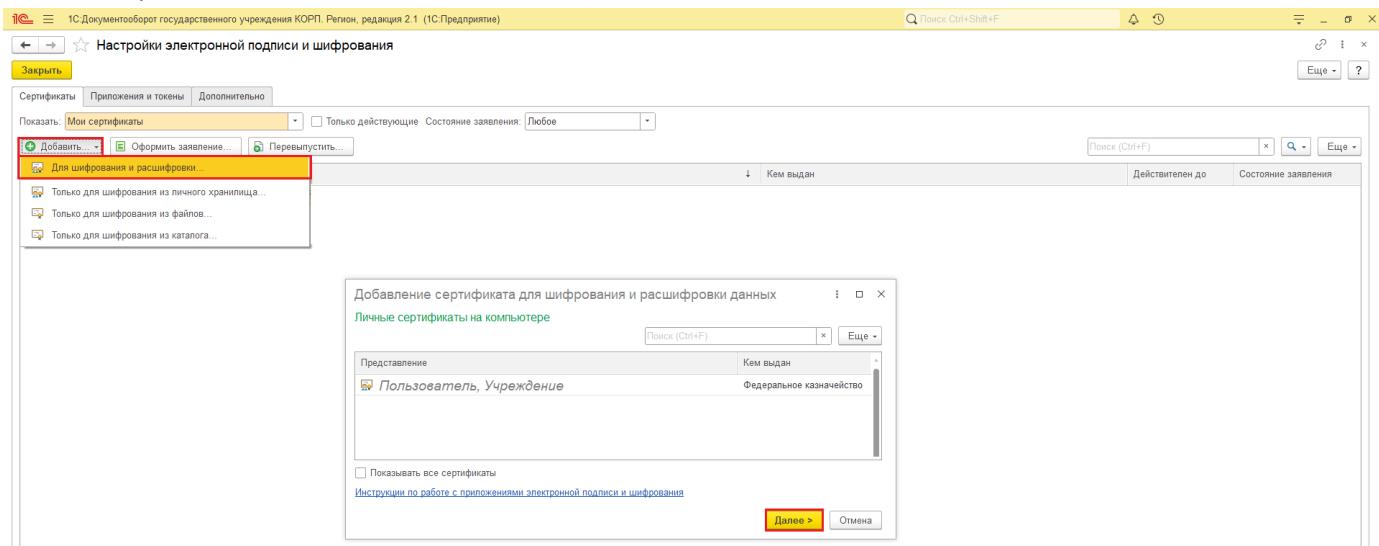 1С:Документооборот государственного учреждения КОРП. Регион, редакция 2.1 (1С:Предприятие)
Поиск Ctrl+Shift+F
Настройки электронной подписи и шифрования
Закрыть
Еще
?
Сертификаты Приложения и токены Дополнительно
Показать: Мои сертификаты Только действующие Состояние заявления: Любое
Добавить... Оформить заявление... Перевыпустить...
Поиск (Ctrl+F) × Еще
Для шифрования и расшифровки...
Только для шифрования из личного хранилища...
Только для шифрования из файлов...
Только для шифрования из каталога...
↓ Кем выдан Действителен до Состояние заявления
Добавление сертификата для шифрования и расшифровки данных
Личные сертификаты на компьютере
Поиск (Ctrl+F) × Еще
Представление Кем выдан
Пользователь, Учреждение Федеральное казначейство
Показывать все сертификаты
Инструкции по работе с приложениями электронной подписи и шифрования
Далее > Отмена